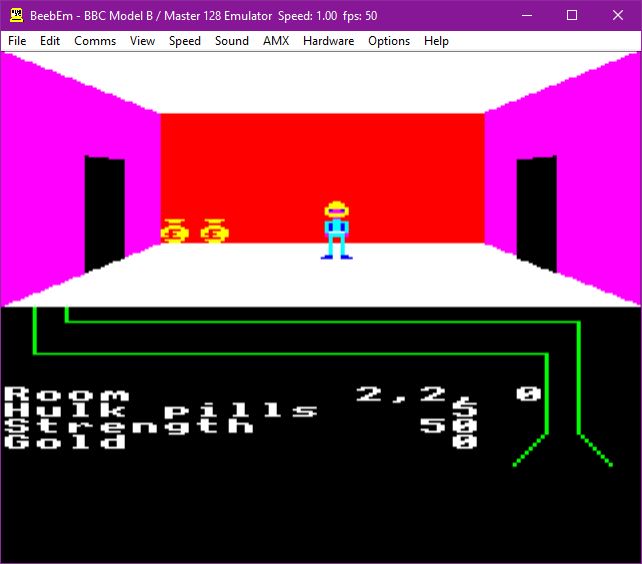 BeebEm - BBC Model B / Master 128 Emulator Speed: 1.00 fps: 50
File Edit Comms View Speed Sound AMX Hardware Options Help
Room 2,2, 0
Hulk pills 5
Strength 50
Gold 0